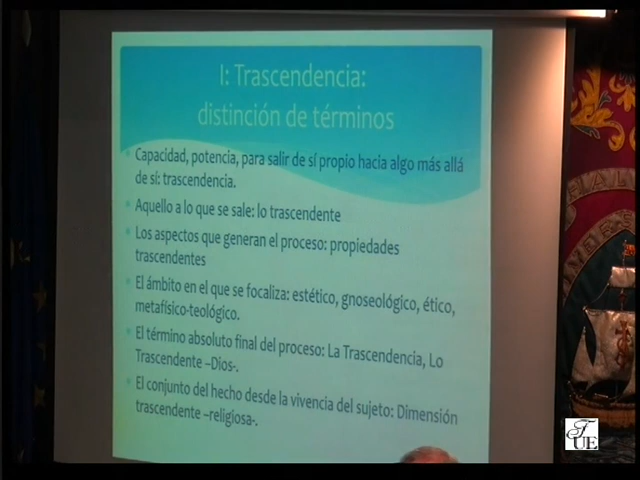 I: Trascendencia:
distinción de términos
Capacidad, potencia, para salir de sí propio hacia algo más allá
de sí: trascendencia.
Aquello a lo que se sale: lo trascendente
Los aspectos que generan el proceso: propiedades
trascendentes
El ámbito en el que se focaliza: estético, gnoseológico, ético,
metafísico-teológico.
El término absoluto final del proceso: La Trascendencia, Lo
Trascendente –Dios-.
El conjunto del hecho desde la vivencia del sujeto: Dimensión
trascendente –religiosa-.
F
UE